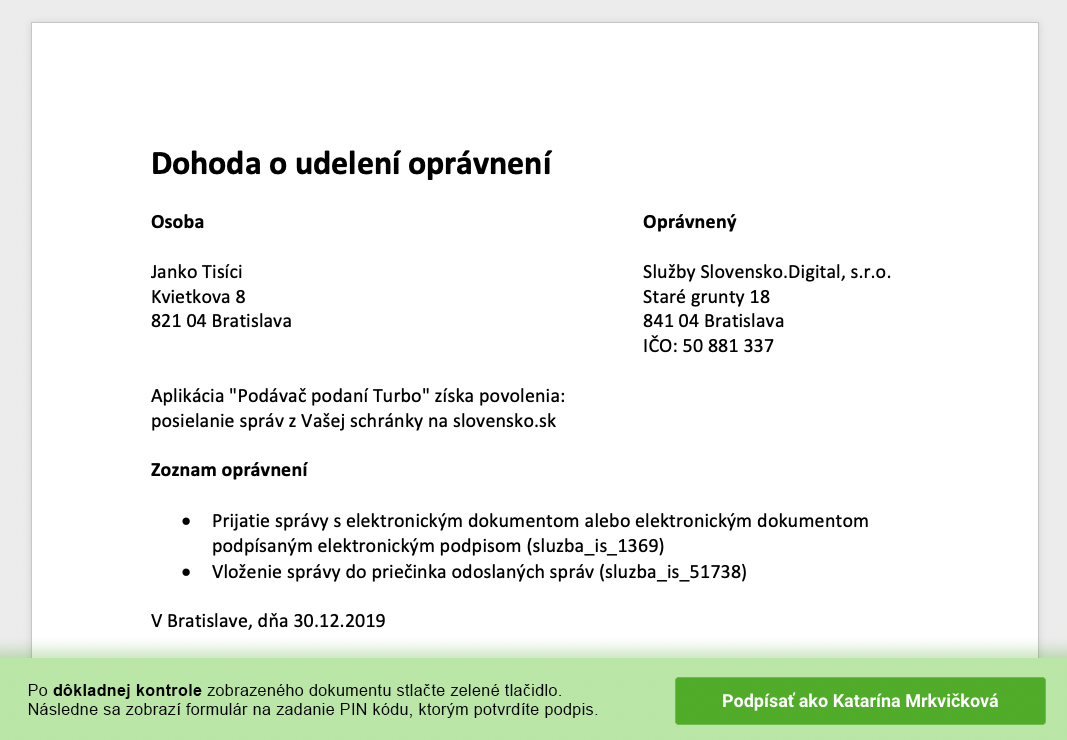 Dohoda o udelení oprávnení
Osoba
Oprávnený
Janko Tisíci
Kvietkova 8
821 04 Bratislava
Služby Slovensko.Digital, s.r.o.
Staré grunty 18
841 04 Bratislava
IČO: 50 881 337
Aplikácia "Podávač podaní Turbo" získa povolenia:
posielanie správ z Vašej schránky na slovensko.sk
Zoznam oprávnení
• Prijatie správy s elektronickým dokumentom alebo elektronickým dokumentom
podpísaným elektronickým podpisom (sluzba_is_1369)
• Vloženie správy do priečinka odoslaných správ (sluzba_is_51738)
V Bratislave, dňa 30.12.2019
Po dôkladnej kontrole zobrazeného dokumentu stlačte zelené tlačidlo.
Následne sa zobrazí formulár na zadanie PIN kódu, ktorým potvrdíte podpis.
Podpísať ako Katarína Mrkvičková